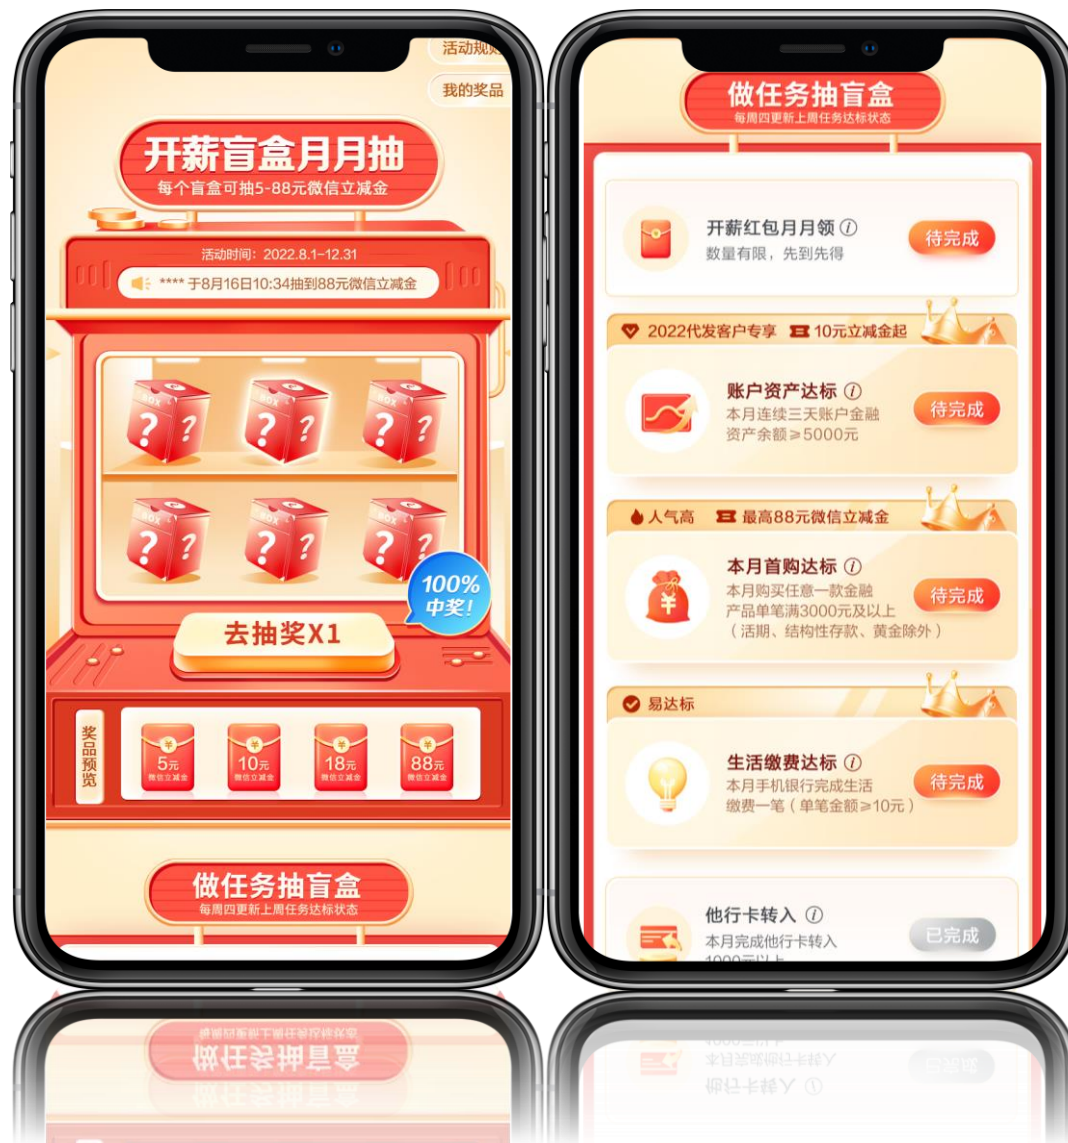 活动规则
我的奖品
开薪盲盒月月抽
每个盲盒可抽5-88元微信立减金
活动时间：2022.8.1-12.31
**** 于8月16日10:34抽到88元微信立减金
BOX
? ?
BOX
? ?
BOX
? ?
BOX
? ?
BOX
? ?
BOX
? ?
100%
中奖!
去抽奖X1
奖品预览
5元
微信立减金
10元
微信立减金
18元
微信立减金
88元
微信立减金
做任务抽盲盒
每周四更新上周任务达标状态
做任务抽盲盒
每周四更新上周任务达标状态
开薪红包月月领 i
数量有限，先到先得
待完成
2022代发客户专享 10元立减金起
账户资产达标 i
本月连续三天账户金融
资产余额≥5000元
待完成
人气高 最高88元微信立减金
本月首购达标 i
本月购买任意一款金融
产品单笔满3000元及以上
（活期、结构性存款、黄金除外）
待完成
易达标
生活缴费达标 i
本月手机银行完成生活
缴费一笔（单笔金额≥10元）
待完成
他行卡转入 i
本月完成他行卡转入
1000元以上
已完成